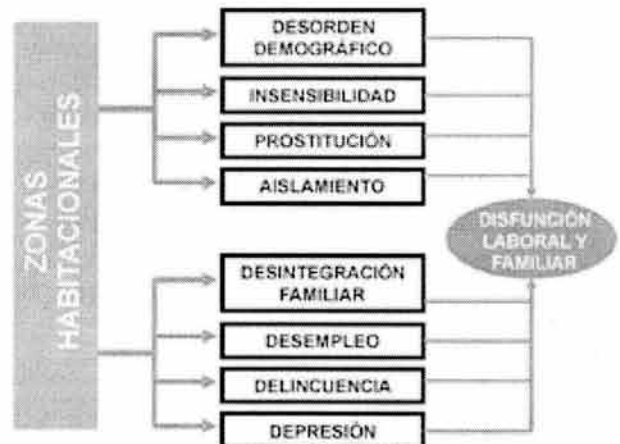 ZONAS
HABITACIONALES
DESORDEN
DEMOGRÁFICO
INSENSIBILIDAD
PROSTITUCIÓN
AISLAMIENTO
DESINTEGRACIÓN
FAMILIAR
DESEMPLEO
DELINCUENCIA
DEPRESIÓN
DISFUNCIÓN
LABORAL Y
FAMILIAR